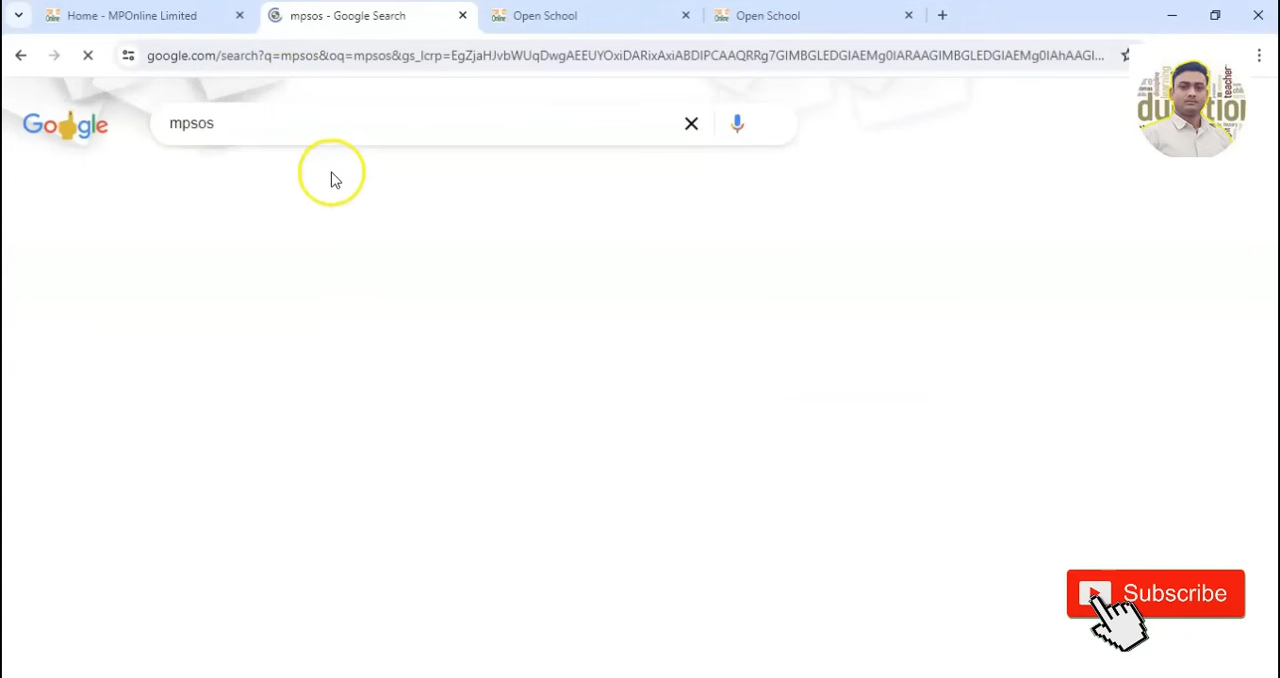 Home - MPOnline Limited
mpsos - Google Search
Open School
Open School
google.com/search?q=mpsos&oq=mpsos&gs_lcrp=EgZjaHJvbWUqDwgAEEUYOxiDARixAxiABDIPCAAQRRg7GIMBGLEDGIAEMg0IARAAGIMBGLEDGIAEMg0IAhAAGI...
Google
mpsos
teacher
Subscribe